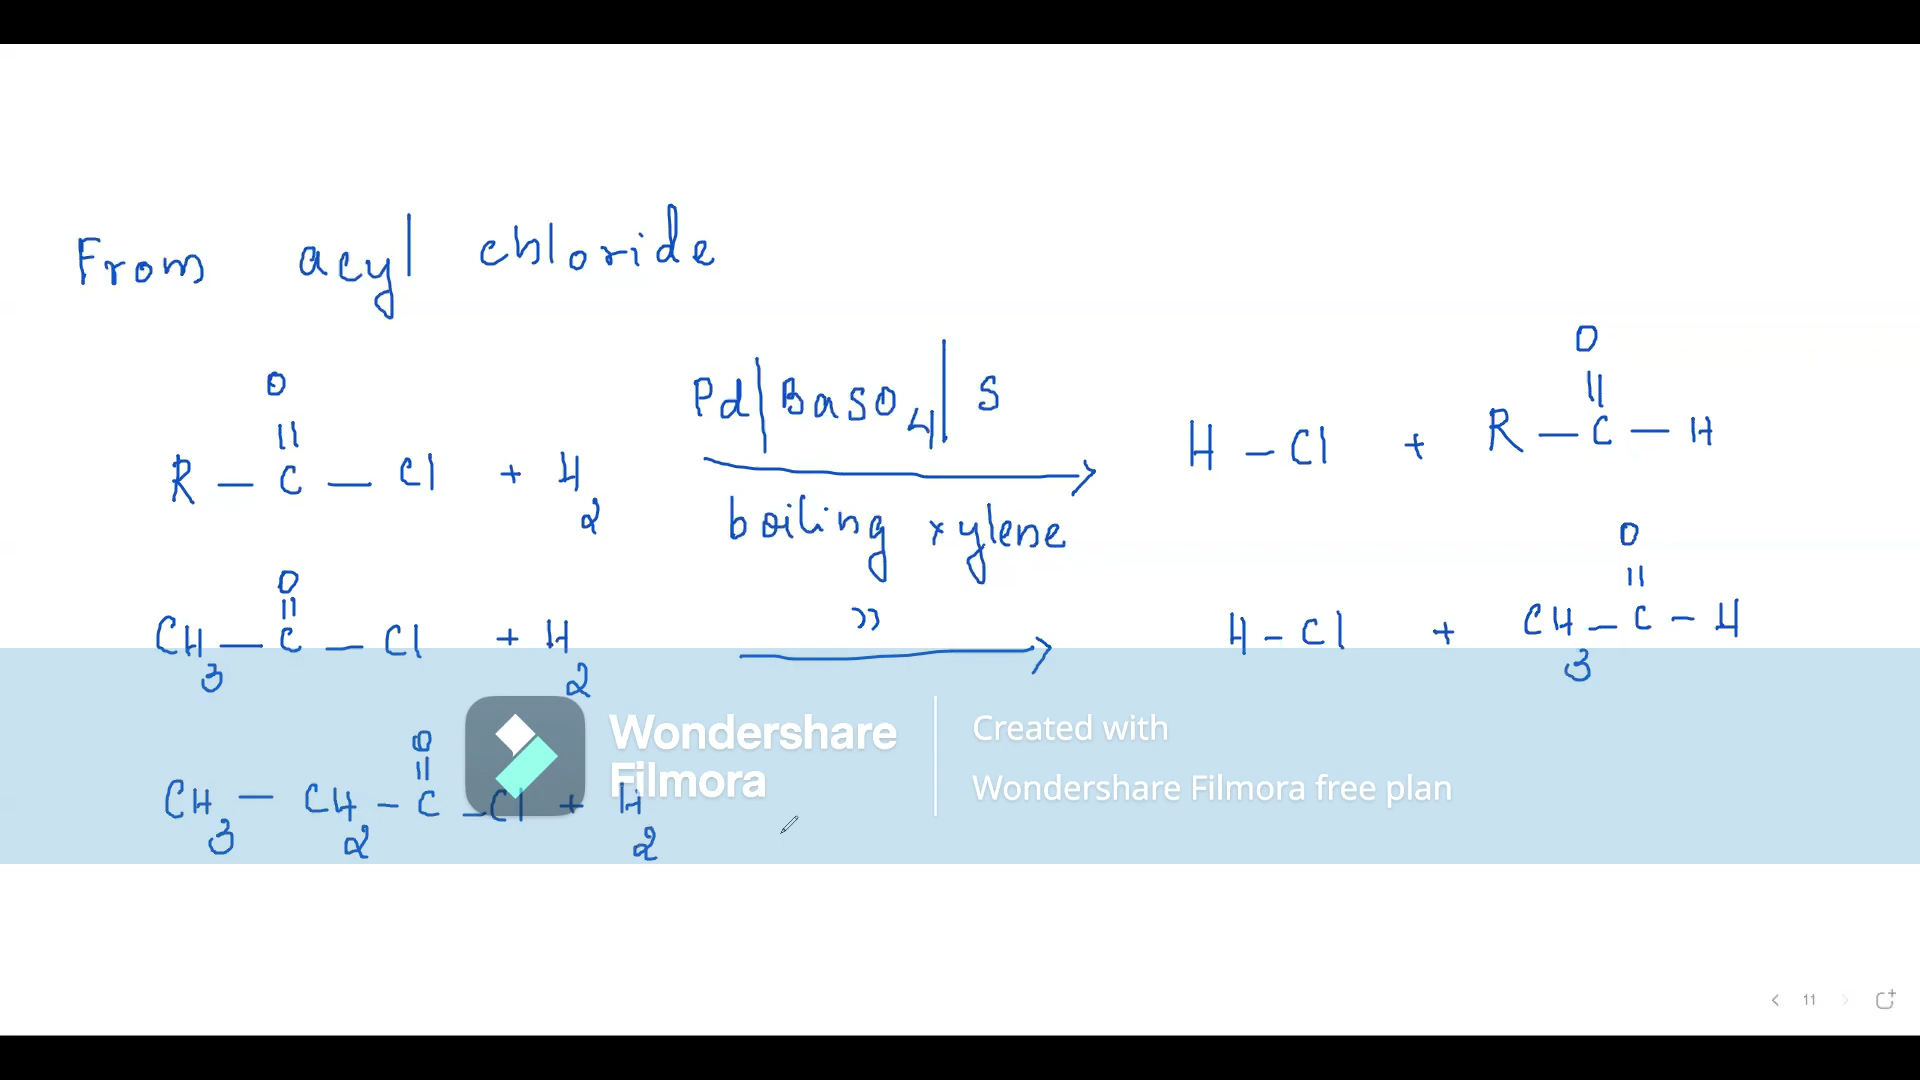 From acyl chloride
O
||
R — C — Cl + H2 Pd|BaSO4|S boiling xylene → H – Cl + R — C — H
O
||
O
||
CH3 — C — Cl + H2 ” → H – Cl + CH3 – C – H
O
||
O
||
CH3 — CH2 – C – Cl + H2
Wondershare Filmora
Created with
Wondershare Filmora free plan
11